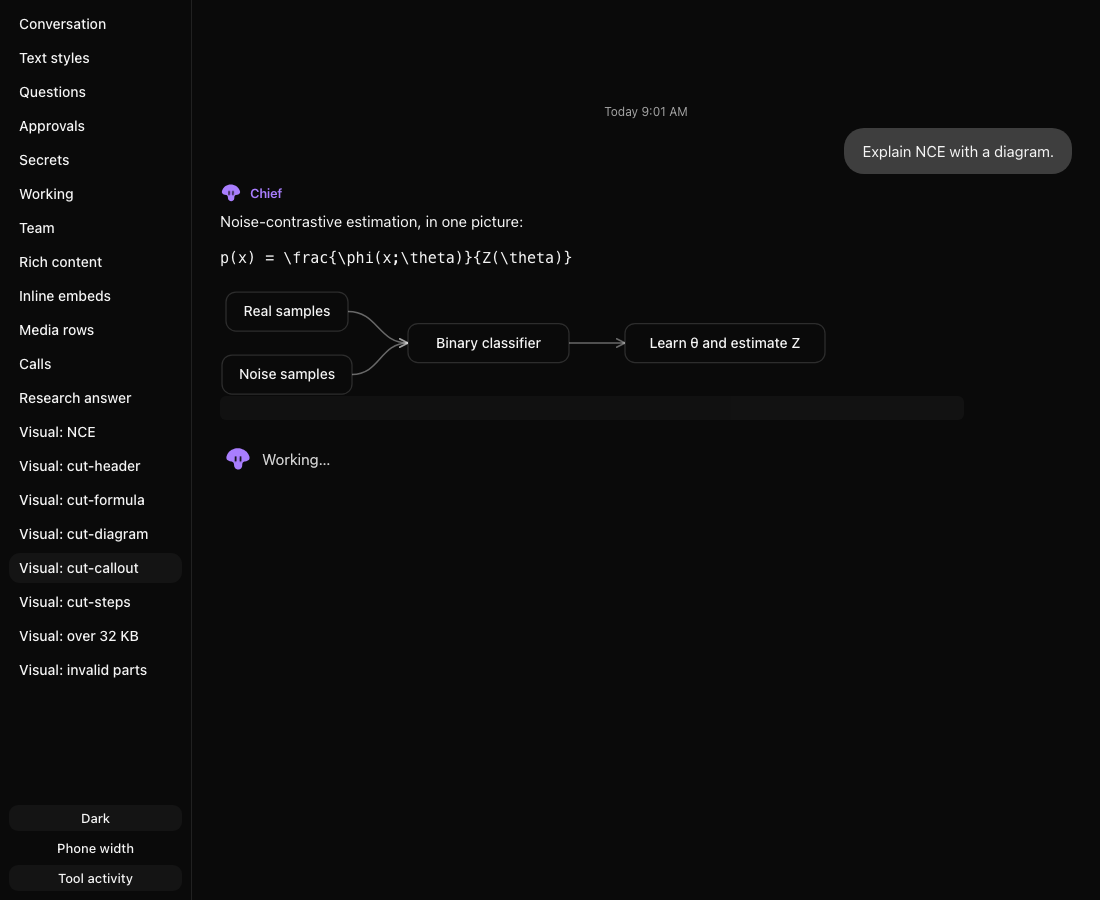 Conversation
Text styles
Questions
Approvals
Secrets
Working
Team
Rich content
Inline embeds
Media rows
Calls
Research answer
Visual: NCE
Visual: cut-header
Visual: cut-formula
Visual: cut-diagram
Visual: cut-callout
Visual: cut-steps
Visual: over 32 KB
Visual: invalid parts
Dark
Phone width
Tool activity
Today 9:01 AM
Explain NCE with a diagram.
Chief
Noise-contrastive estimation, in one picture:
p(x) = \frac{\phi(x;\theta)}{Z(\theta)}
Real samples
Noise samples
Binary classifier
Learn θ and estimate Z
Working...